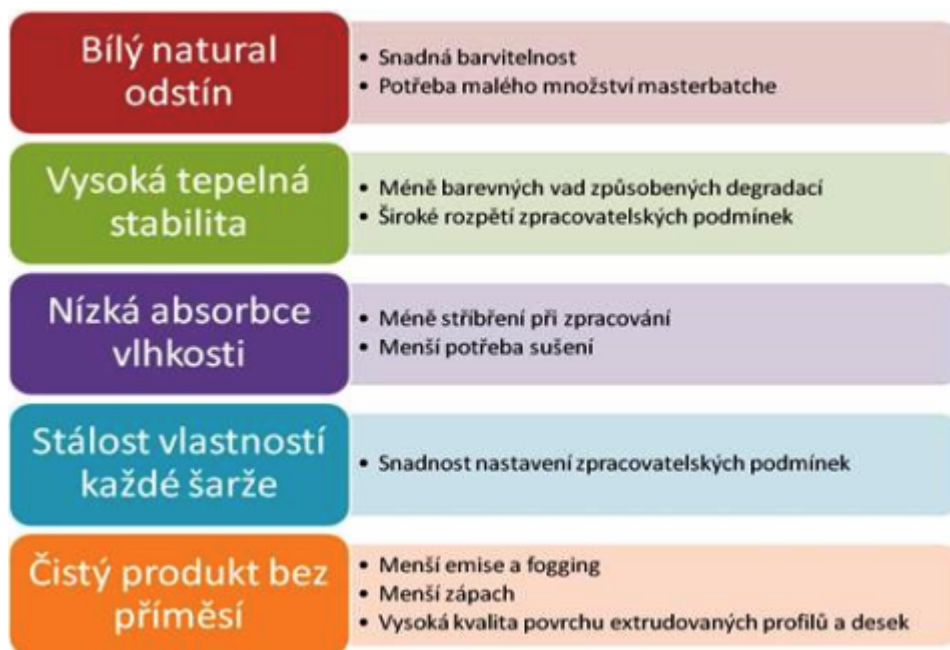 Bílý natural
odstín
• Snadná barvitelnost
• Potřeba malého množství masterbatche
Vysoká tepelná
stabilita
• Méně barevných vad způsobených degradací
• Široké rozpětí zpracovatelských podmínek
Nízká absorbce
vlhkosti
• Méně stříbření při zpracování
• Menší potřeba sušení
Stálost vlastností
každé šarže
• Snadnost nastavení zpracovatelských podmínek
Čistý produkt bez
příměsí
• Menší emise a fogging
• Menší zápach
• Vysoká kvalita povrchu extrudovaných profilů a desek